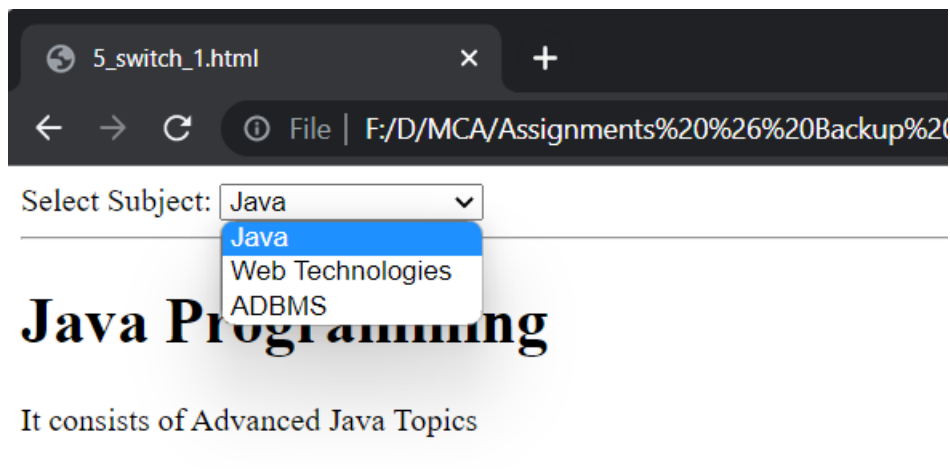 5_switch_1.html
File | F:/D/MCA/Assignments%20%26%20Backup%20
Select Subject: Java
Java
Web Technologies
ADBMS
Java Programming
It consists of Advanced Java Topics